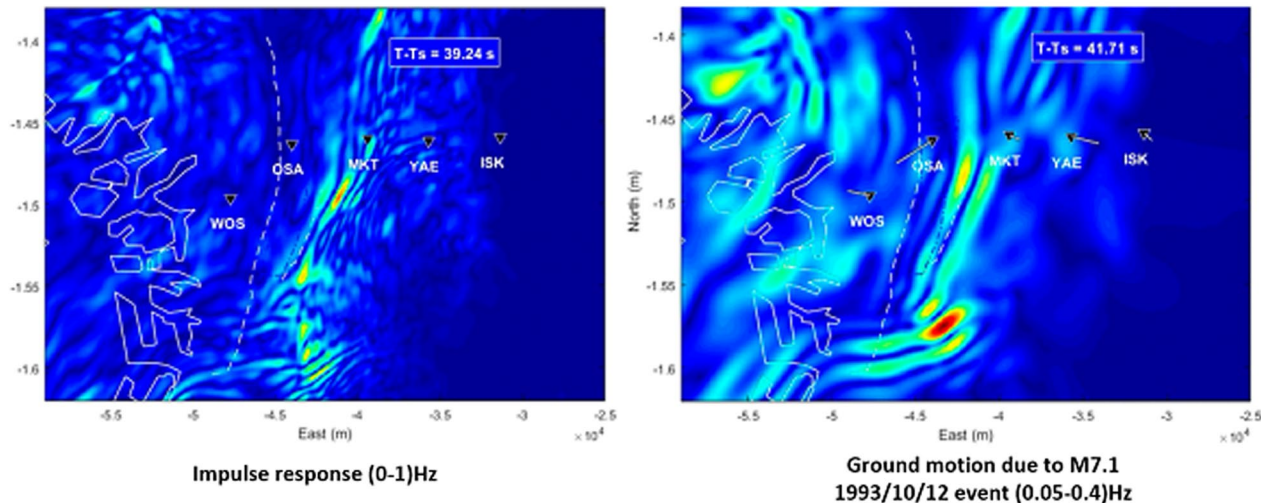 -1.4
-1.45
-1.5
-1.55
-1.6
T-Ts = 39.24 s
OSA
MKT
YAE
ISK
WOS
-5.5
-5
-4.5
-4
-3.5
-3
-2.5
East (m)
×10⁴
Impulse response (0-1)Hz
North (m)
-1.4
-1.45
-1.5
-1.55
-1.6
T-Ts = 41.71 s
OSA
MKT
YAE
ISK
WOS
-5.5
-5
-4.5
-4
-3.5
-3
-2.5
East (m)
×10⁴
Ground motion due to M7.1
1993/10/12 event (0.05-0.4)Hz